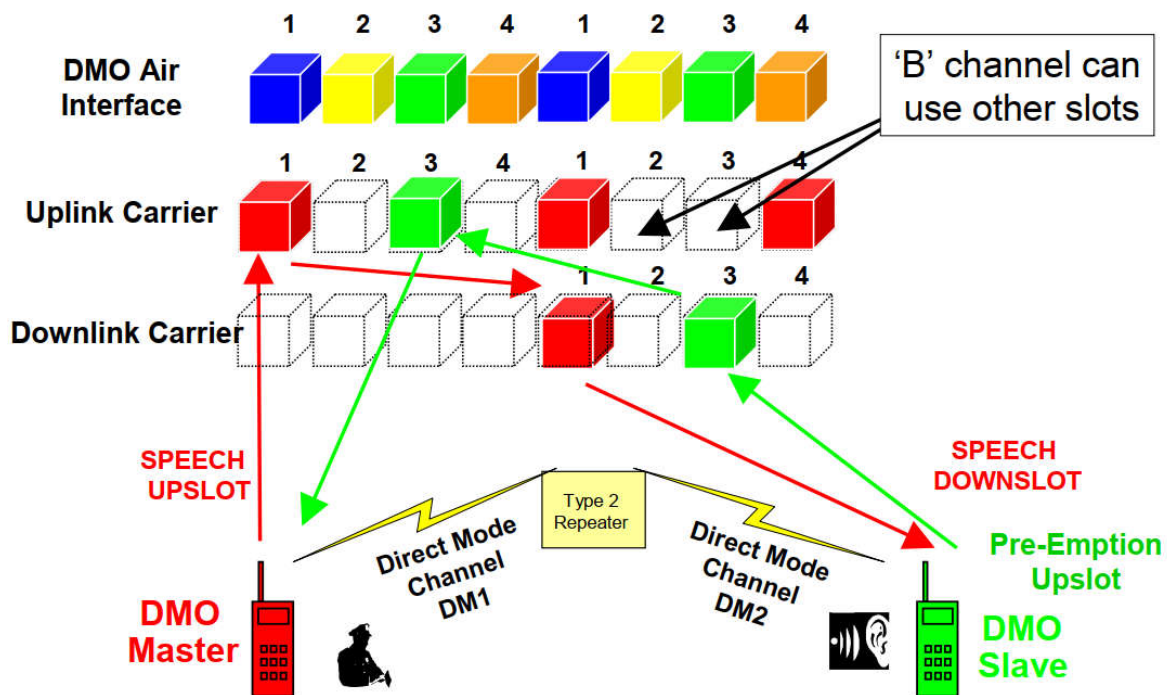 1 2 3 4 1 2 3 4
DMO Air
Interface
‘B’ channel can
use other slots
1 2 3 4 1 2 3 4
Uplink Carrier
1 2 3 4
Downlink Carrier
SPEECH
UPSLOT
SPEECH
DOWNSLOT
Type 2
Repeater
Direct Mode
Channel
DM1
Direct Mode
Channel
DM2
Pre-Emption
Upslot
DMO
Master
DMO
Slave